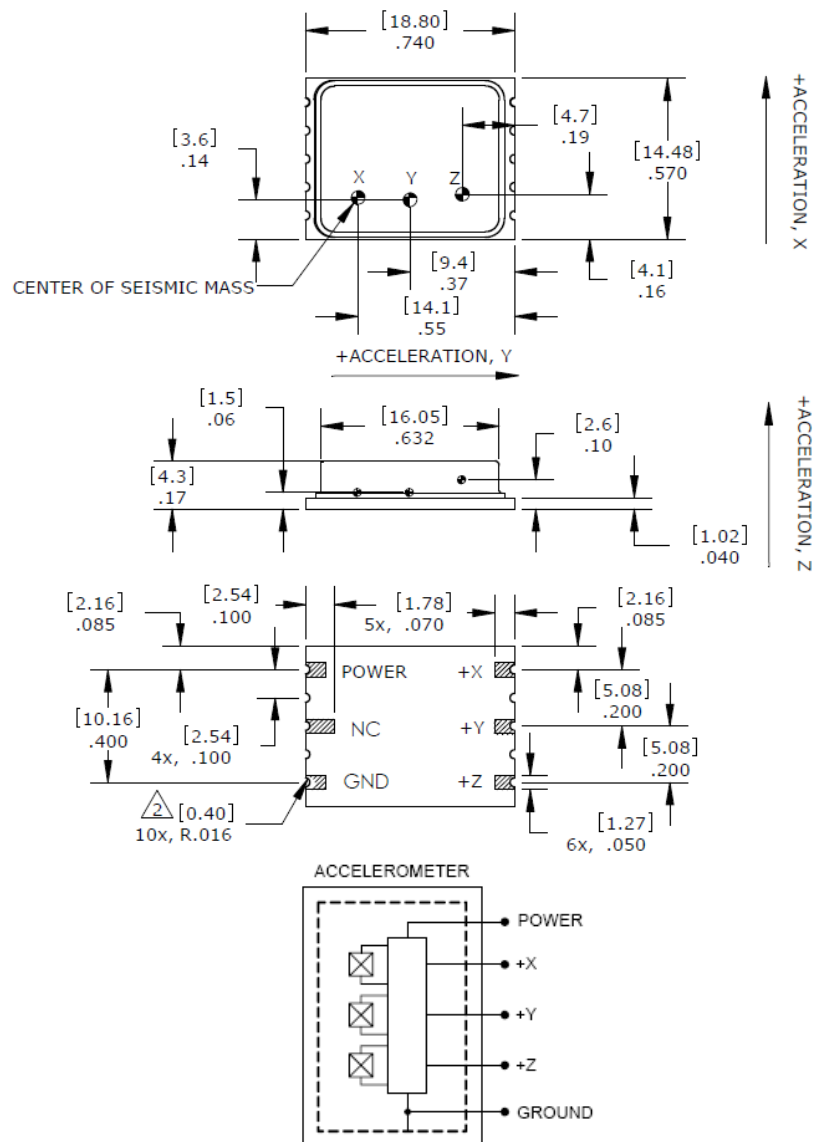 [18.80]
.740
+ACCELERATION, X
[4.7]
.19
[3.6]
.14
[14.48]
.570
X Y Z
[9.4]
.37
[4.1]
.16
CENTER OF SEISMIC MASS
[14.1]
.55
+ACCELERATION, Y
[1.5]
.06
[16.05]
.632
[2.6]
.10
+ACCELERATION, Z
[4.3]
.17
[1.02]
.040
[2.16]
.085
[2.54]
.100
[1.78]
5x, .070
[2.16]
.085
POWER +X
[5.08]
.200
[10.16]
.400
[2.54]
4x, .100
NC +Y
[5.08]
.200
GND +Z
2 [0.40]
10x, R.016
[1.27]
6x, .050
ACCELEROMETER
POWER
+X
+Y
+Z
GROUND